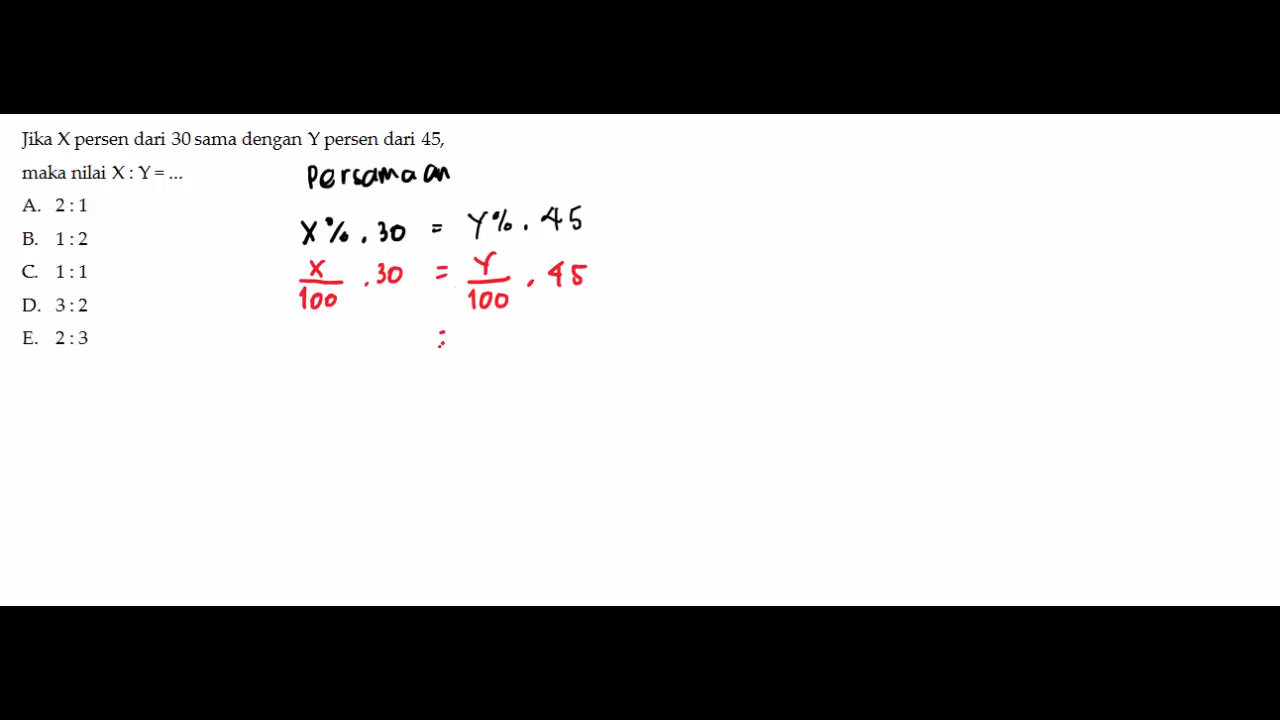 Jika X persen dari 30 sama dengan Y persen dari 45,
maka nilai X : Y = ...
A. 2 : 1
B. 1 : 2
C. 1 : 1
D. 3 : 2
E. 2 : 3
Persamaan
X% . 30 = Y% . 45
X/100 . 30 = Y/100 . 45
: